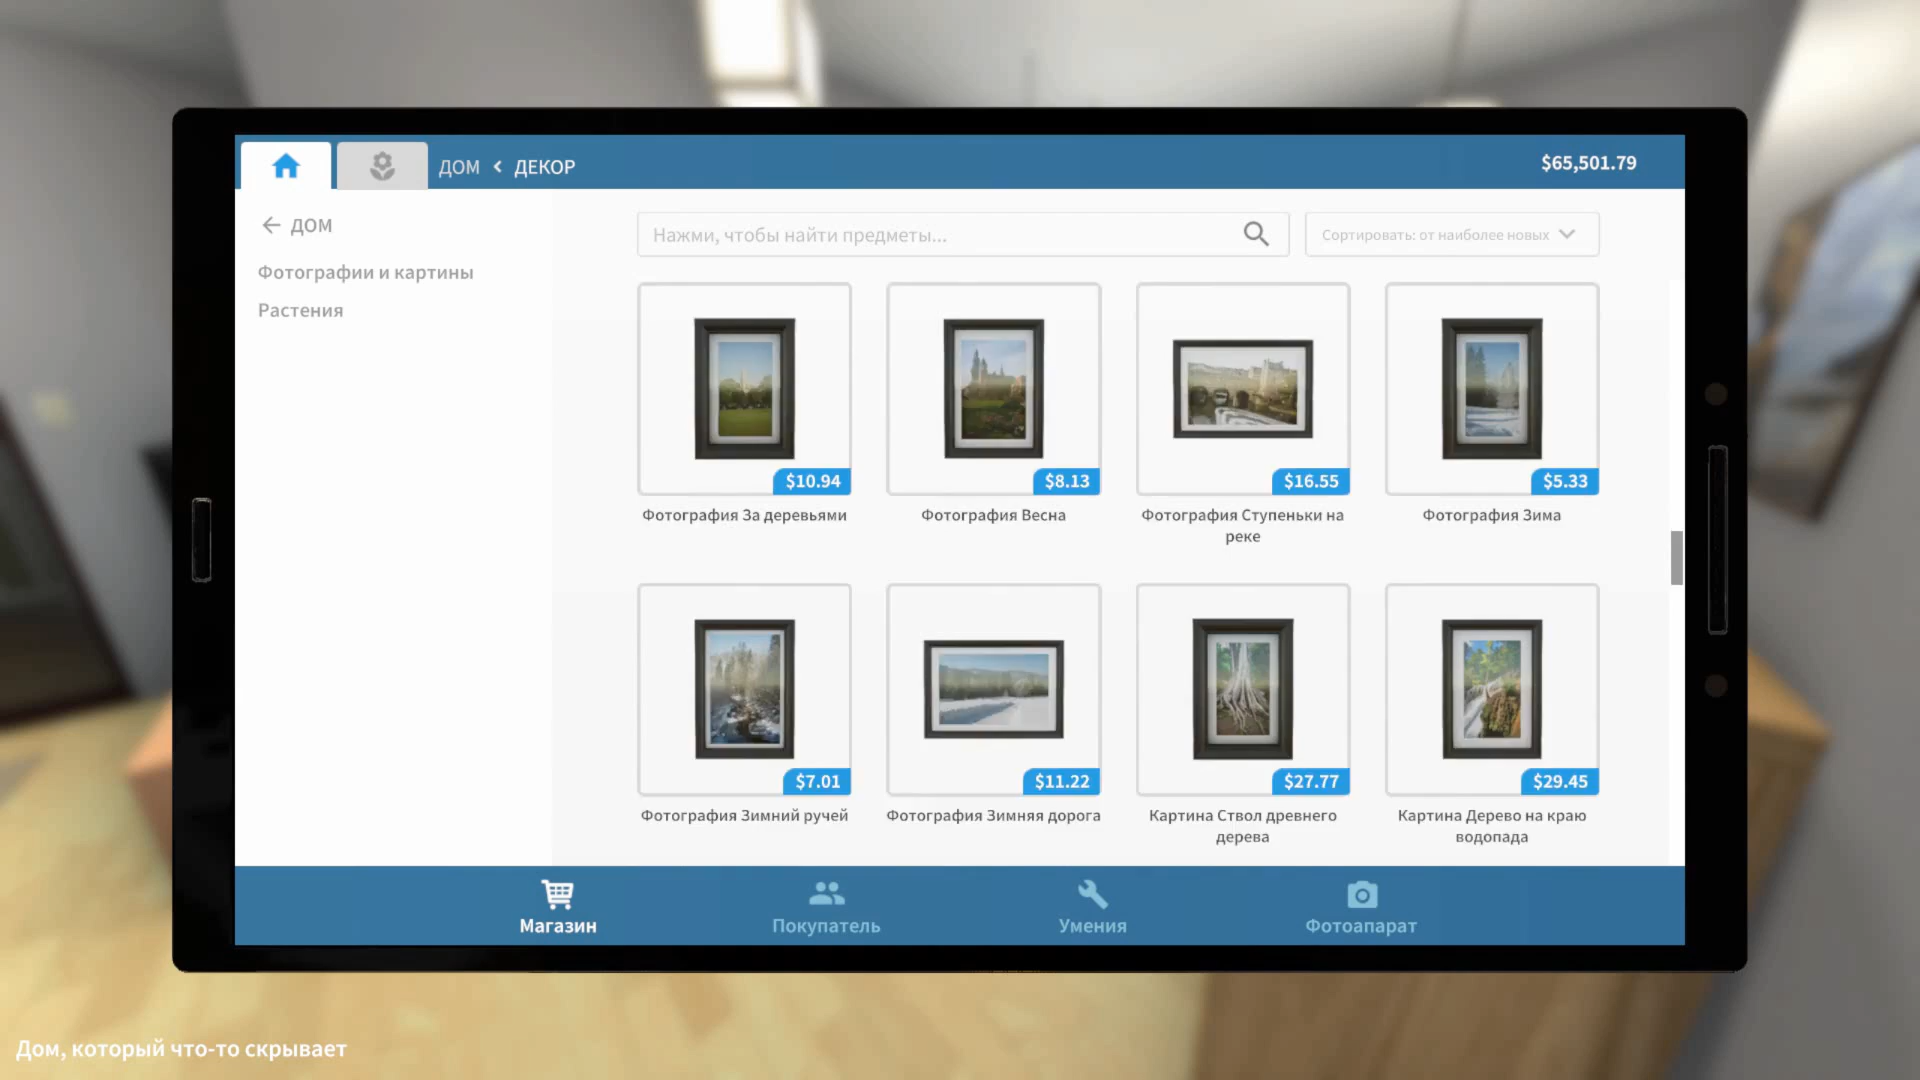 ДОМ < ДЕКОР
$65,501.79
← ДОМ
Фотографии и картины
Растения
Нажми, чтобы найти предметы...
Сортировать: от наиболее новых
$10.94
$8.13
$16.55
$5.33
Фотография За деревьями
Фотография Весна
Фотография Ступеньки на
реке
Фотография Зима
$7.01
$11.22
$27.77
$29.45
Фотография Зимний ручей
Фотография Зимняя дорога
Картина Ствол древнего
дерева
Картина Дерево на краю
водопада
Магазин
Покупатель
Умения
Фотоапарат
Дом, который что-то скрывает